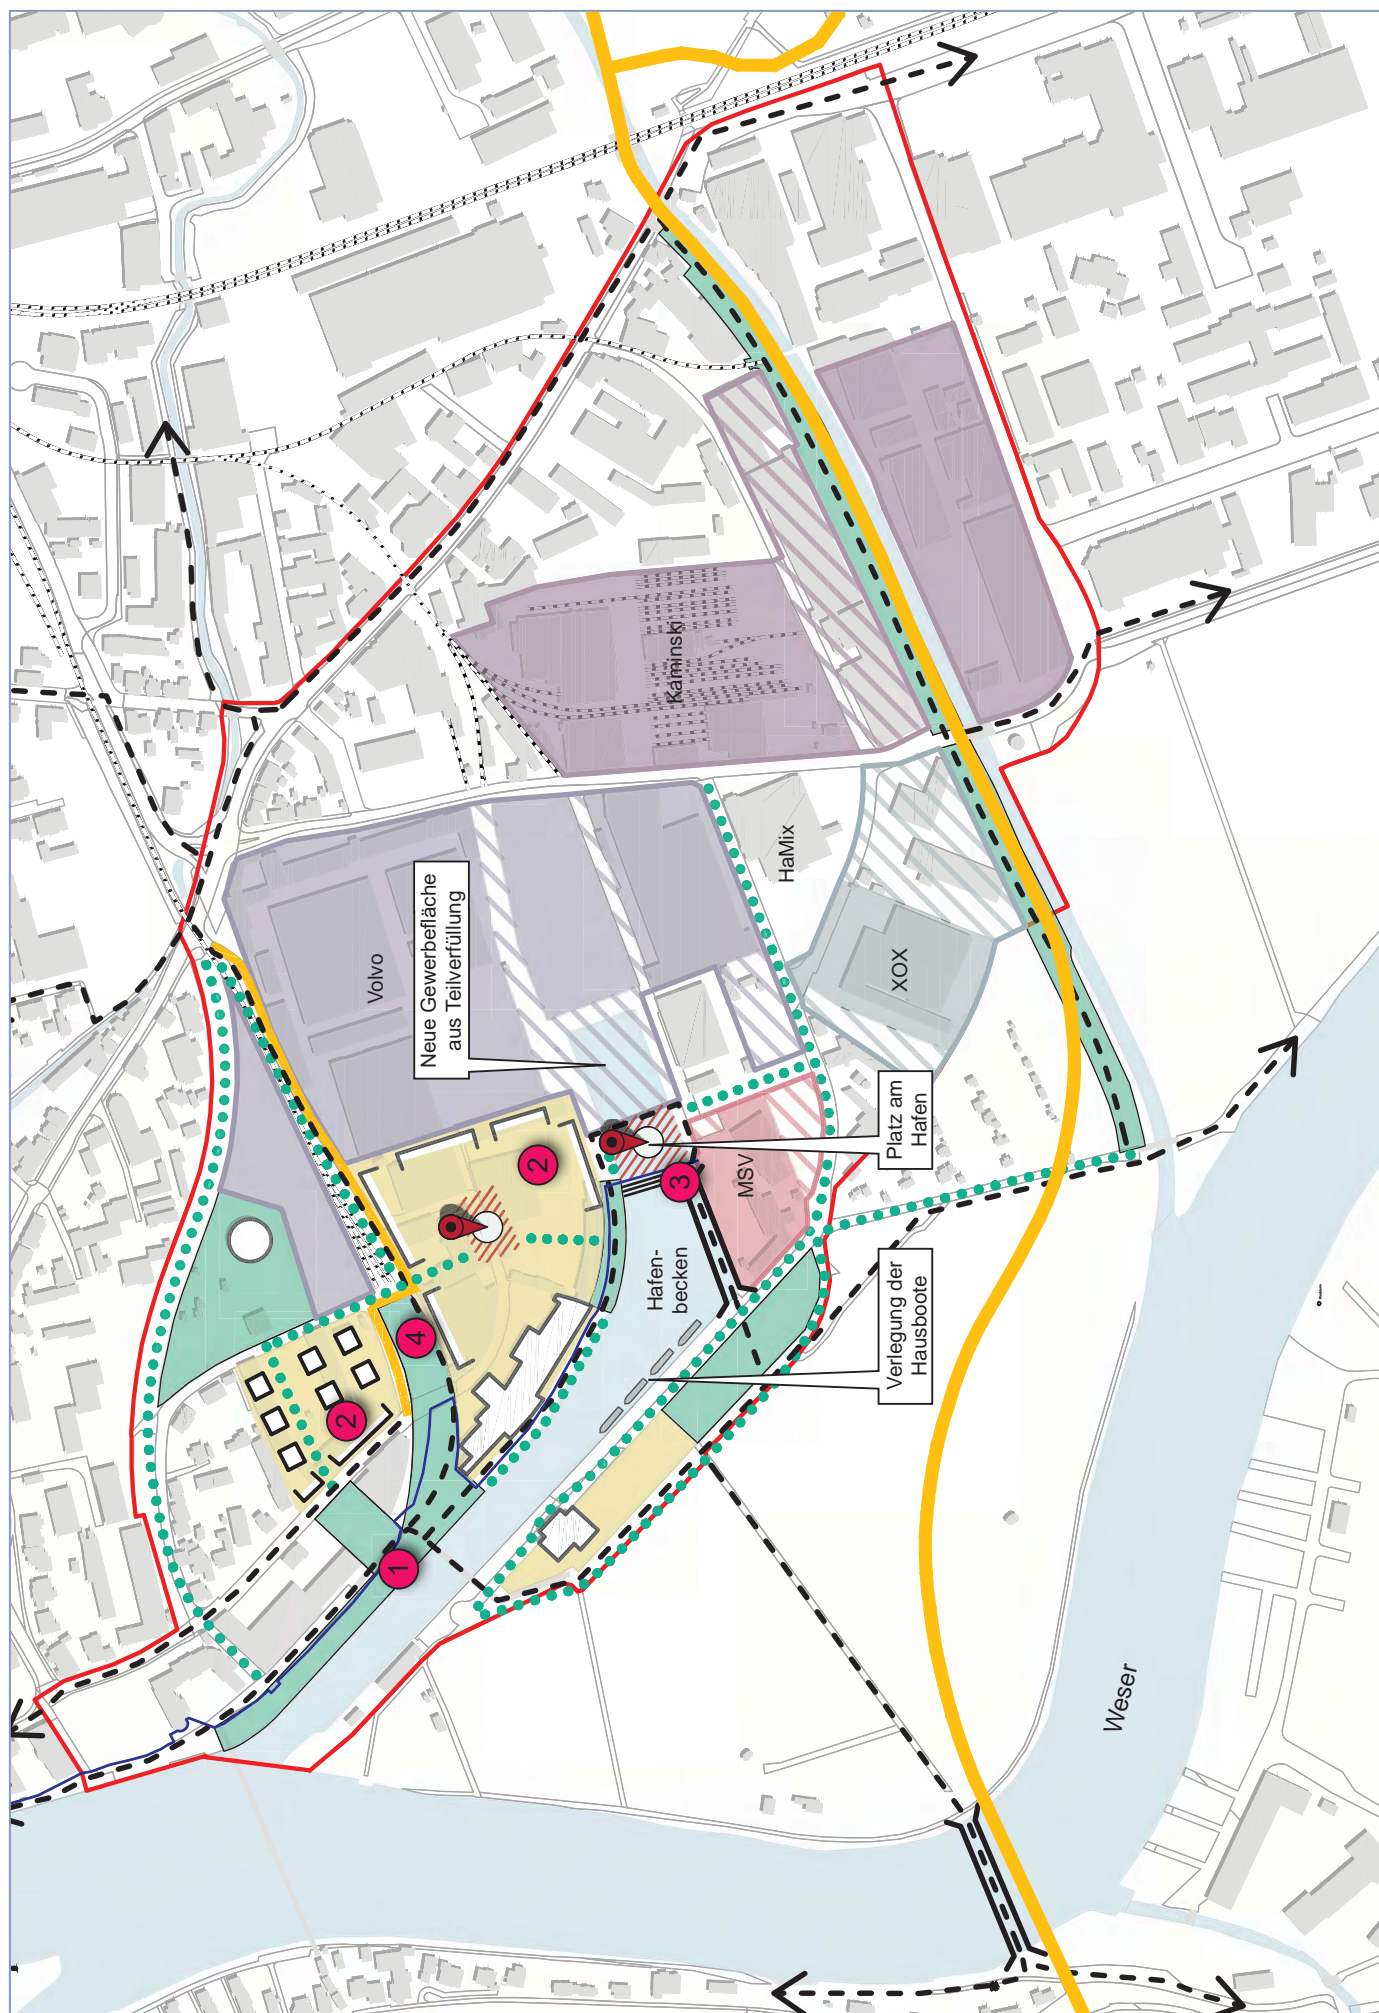 Kaminski
HaMix
Volvo
Neue Gewerbefläche
aus Teilverfüllung
XOX
Platz am
Hafen
MSV
2
3
Hafen-
becken
Verlegung der
Hausboote
4
2
1
Weser